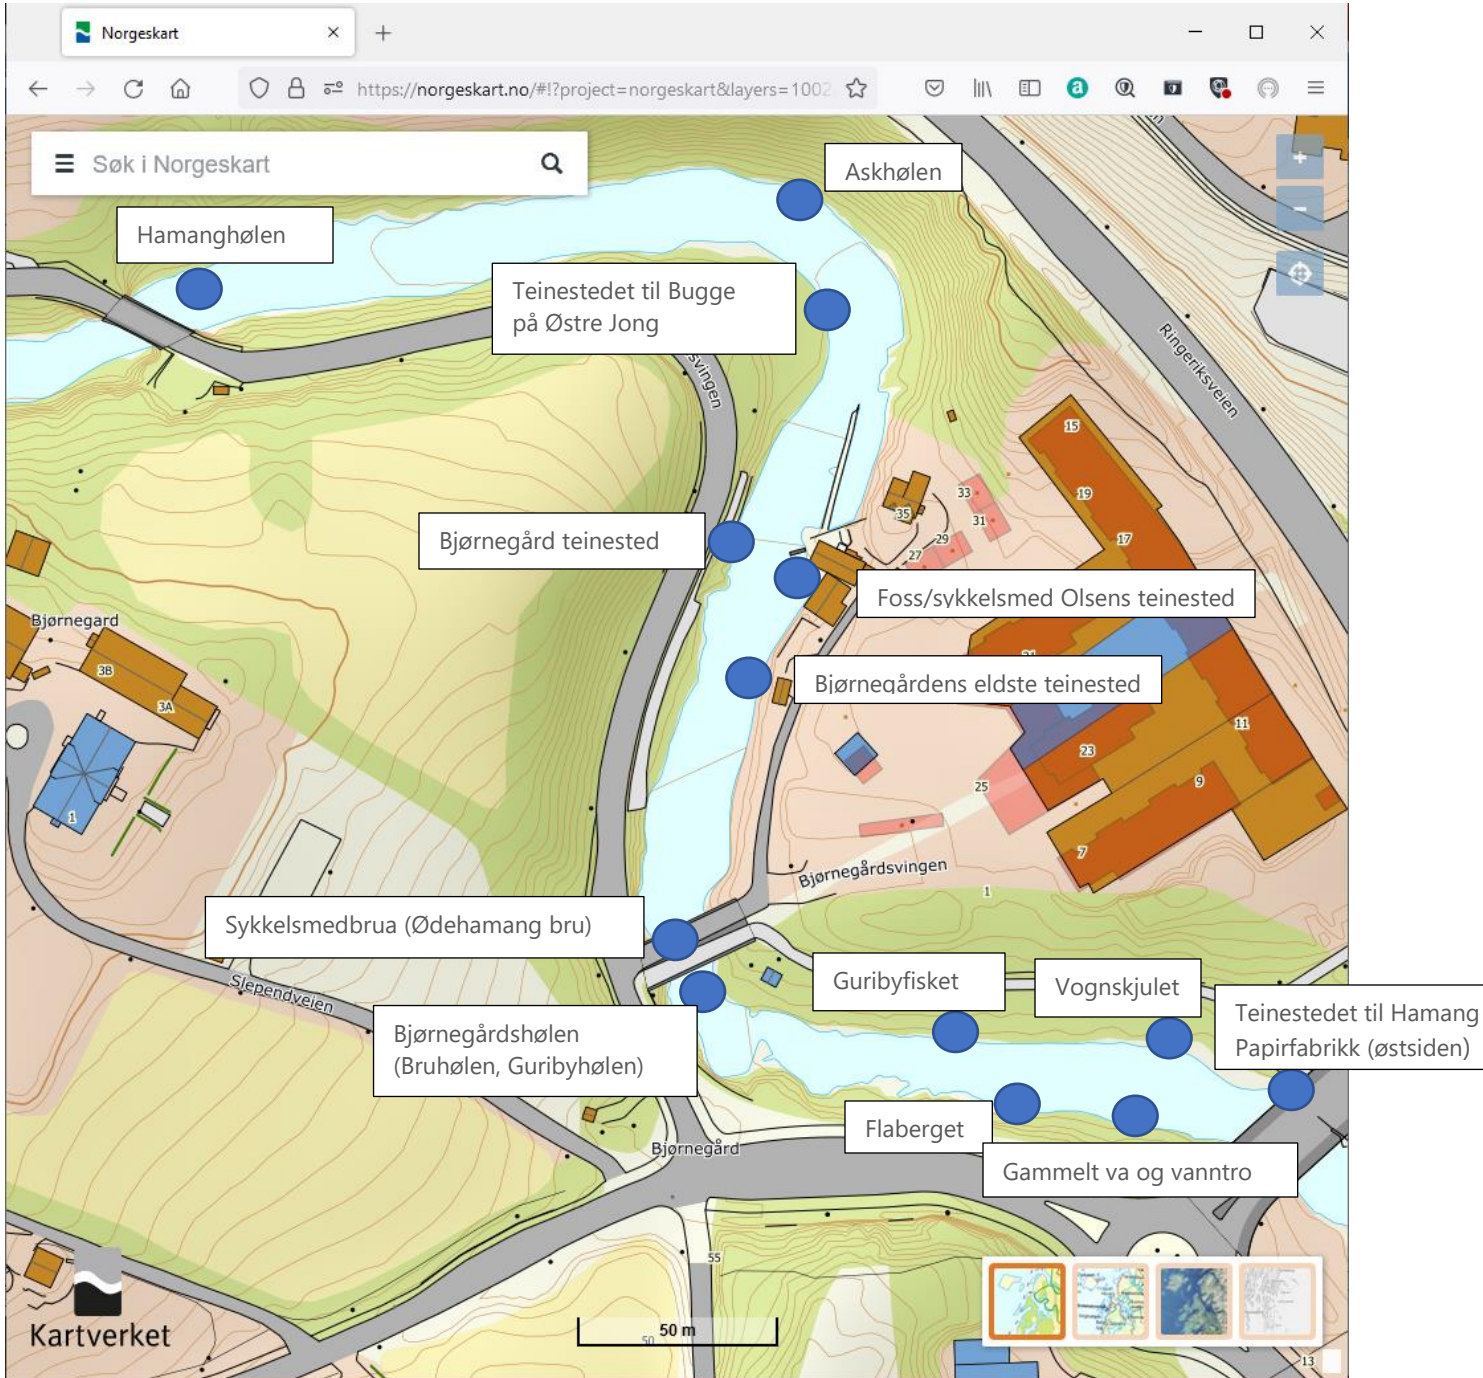 Norgeskart
https://norgeskart.no/#!?project=norgeskart&layers=1002
Søk i Norgeskart
Askhølen
Hamanghølen
Teinestedet til Bugge
på Østre Jong
Ringeriksveien
svingen
15
19
17
33
31
35
29
27
Bjørnegård teinested
Foss/sykkelsmed Olsens teinested
Bjørnegard
3B
3A
1
Bjørnegårdens eldste teinested
11
23
9
25
7
Bjørnegårdsvingen
1
Sykkelsmedbrua (Ødehamang bru)
Slependveien
Guribyfisket
Vognskjulet
Teinestedet til Hamang
Papirfabrikk (østsiden)
Bjørnegårdshølen
(Bruhølen, Guribyhølen)
Flaberget
Bjørnegård
Gammelt va og vanntro
55
Kartverket
50 m
50
13